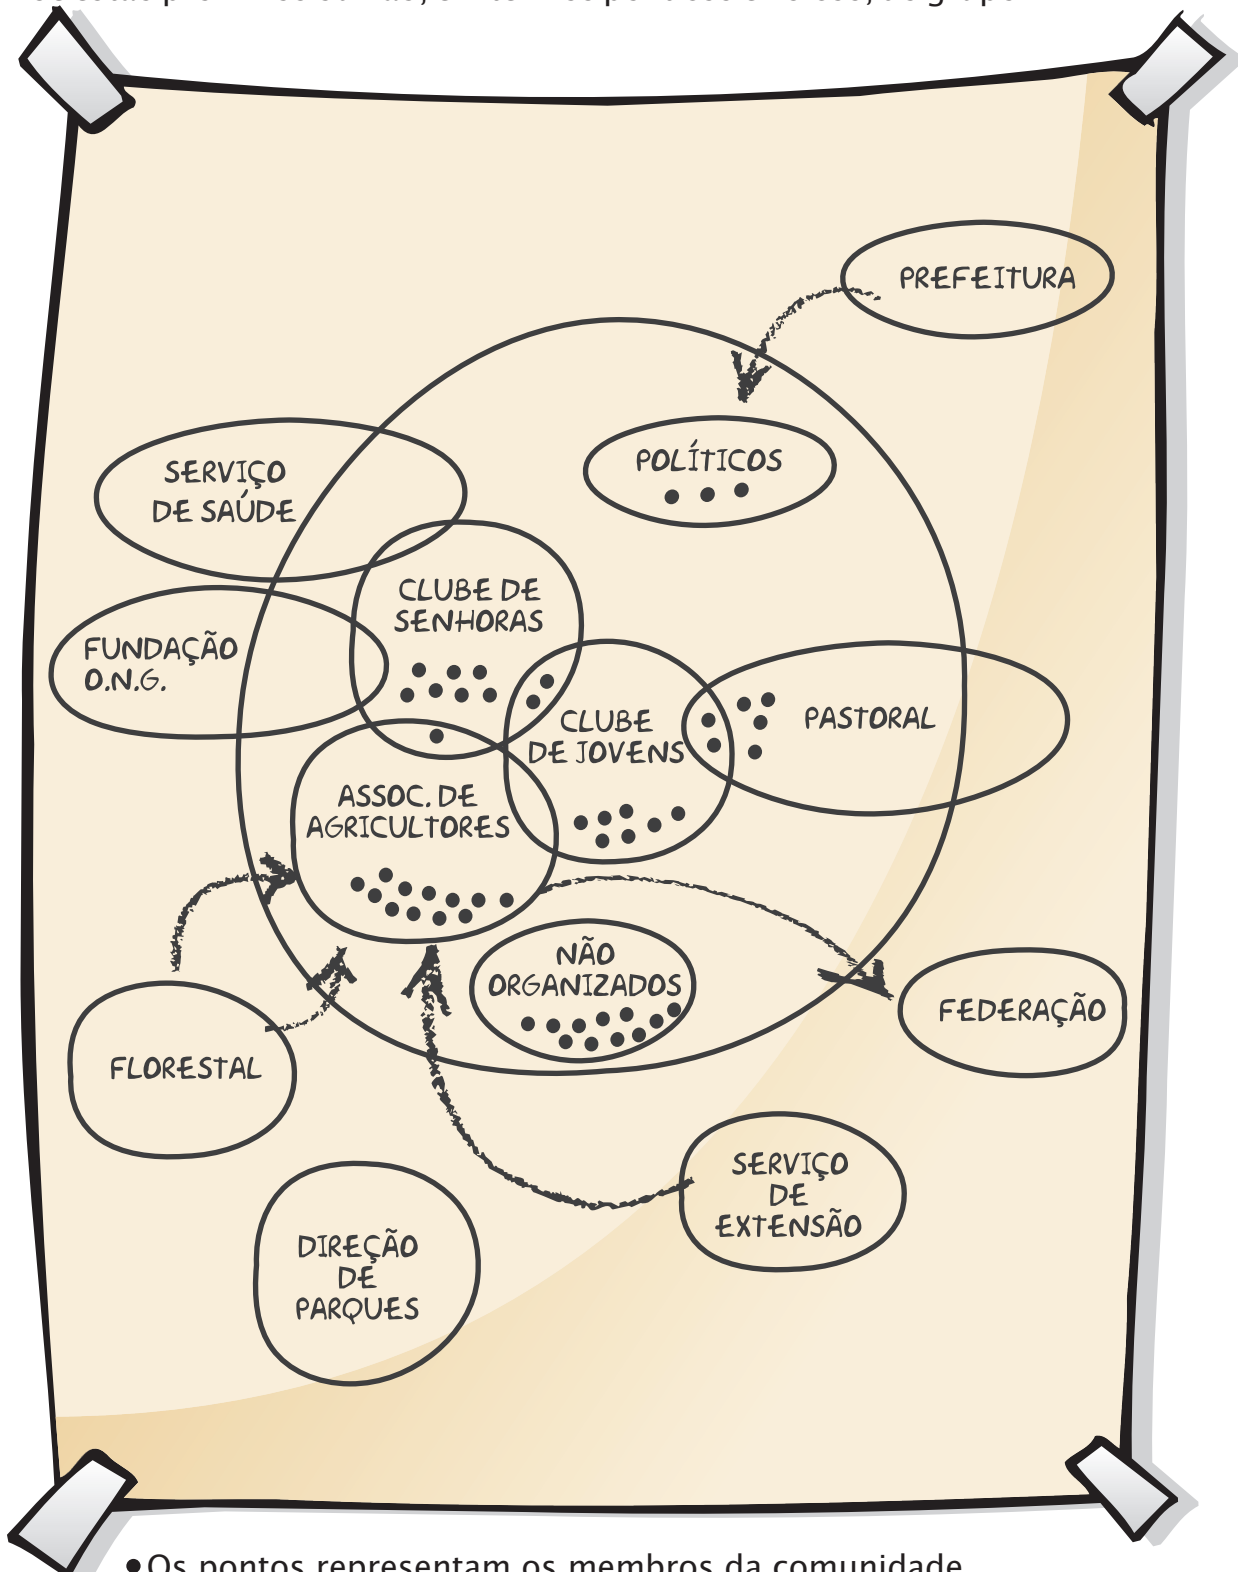 PREFEITURA
POLÍTICOS
SERVIÇO
DE SAÚDE
CLUBE DE
SENHORAS
FUNDAÇÃO
O.N.G.
CLUBE
DE JOVENS
PASTORAL
ASSOC. DE
AGRICULTORES
NÃO
ORGANIZADOS
FEDERAÇÃO
FLORESTAL
SERVIÇO
DE
EXTENSÃO
DIREÇÃO
DE
PARQUES
•Os pontos representam os membros da comunidade